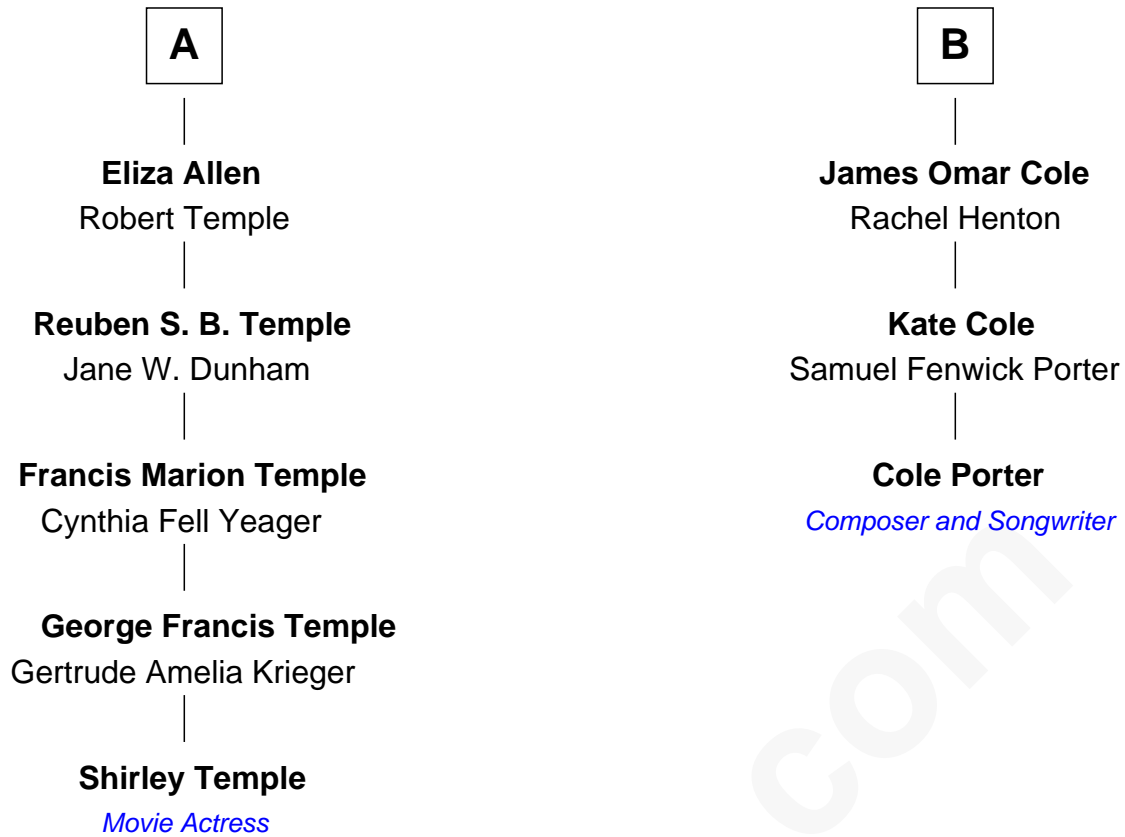 A
Eliza Allen
Robert Temple
Reuben S. B. Temple
Jane W. Dunham
Francis Marion Temple
Cynthia Fell Yeager
George Francis Temple
Gertrude Amelia Krieger
Shirley Temple
Movie Actress
B
James Omar Cole
Rachel Henton
Kate Cole
Samuel Fenwick Porter
Cole Porter
Composer and Songwriter
com